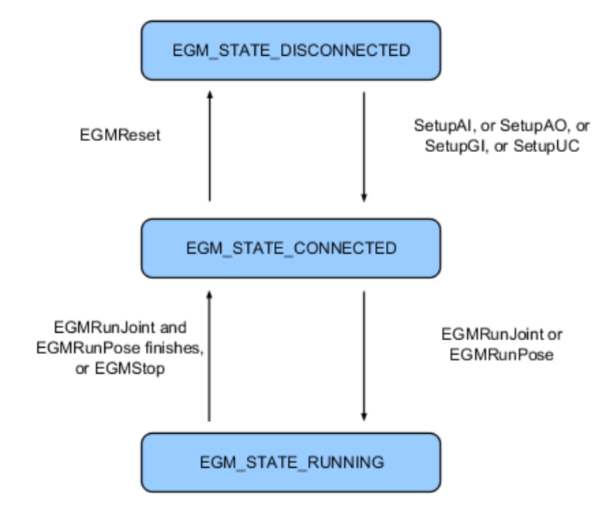 EGM_STATE_DISCONNECTED
EGMReset
SetupAI, or SetupAO, or
SetupGI, or SetupUC
EGM_STATE_CONNECTED
EGMRunJoint and
EGMRunPose finishes,
or EGMStop
EGMRunJoint or
EGMRunPose
EGM_STATE_RUNNING